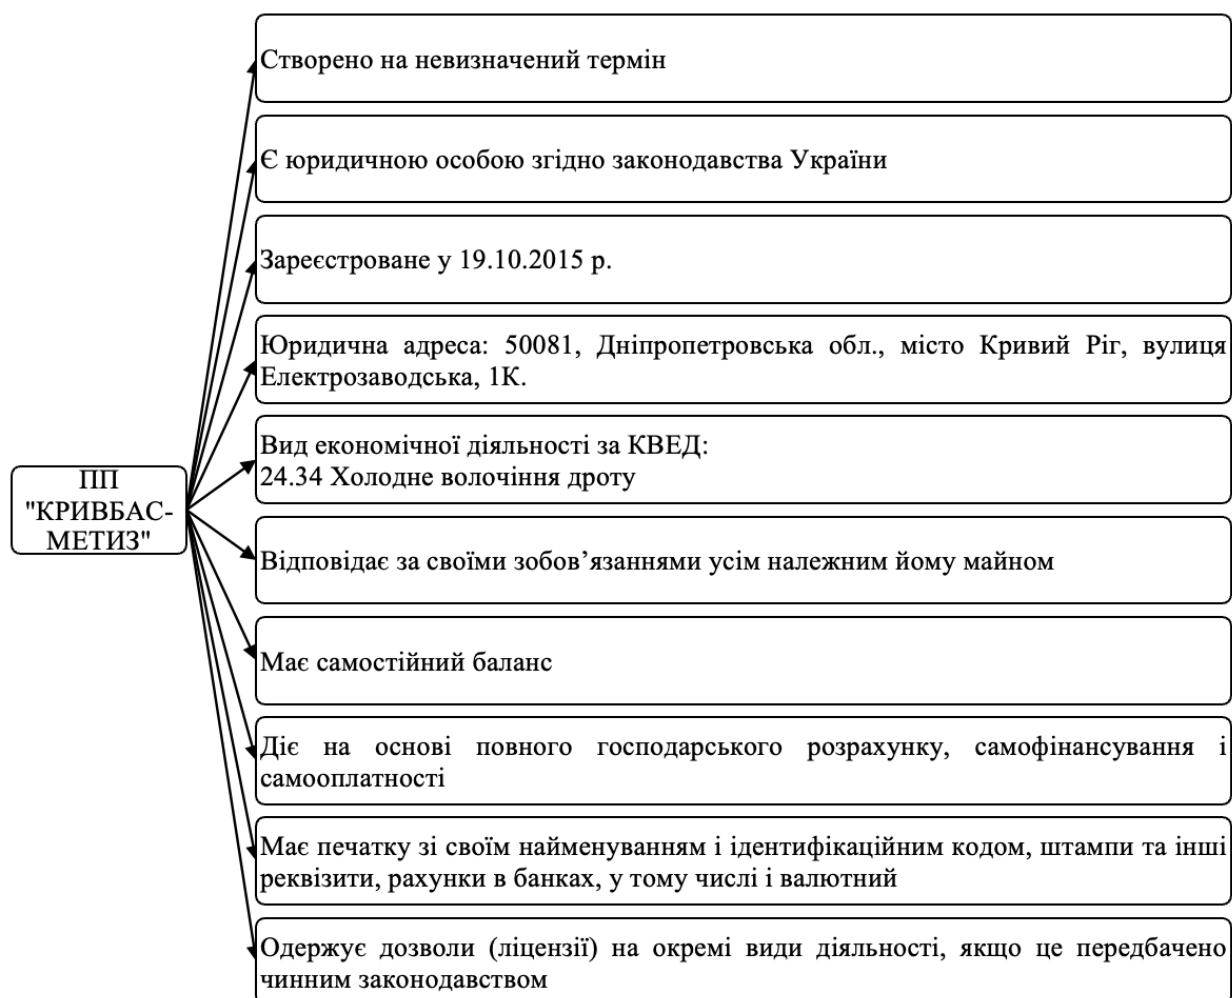 Створено на невизначений термін
Є юридичною особою згідно законодавства України
Зареєстроване у 19.10.2015 р.
Юридична адреса: 50081, Дніпропетровська обл., місто Кривий Ріг, вулиця
Електрозаводська, 1К.
Вид економічної діяльності за КВЕД:
24.34 Холодне волочіння дроту
ПП
"КРИВБАС-
МЕТИЗ"
Відповідає за своїми зобов’язаннями усім належним йому майном
Має самостійний баланс
Діє на основі повного господарського розрахунку, самофінансування і
самооплатності
Має печатку зі своїм найменуванням і ідентифікаційним кодом, штампи та інші
реквізити, рахунки в банках, у тому числі і валютний
Одержує дозволи (ліцензії) на окремі види діяльності, якщо це передбачено
чинним законодавством